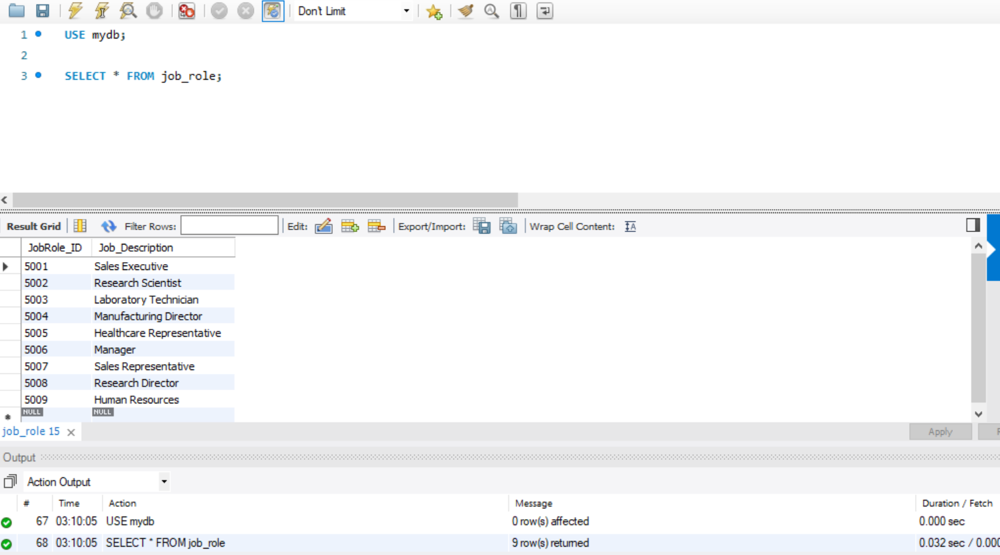 Don't Limit
1 USE mydb;
2
3 SELECT * FROM job_role;
Result Grid Filter Rows: Edit: Export/Import: Wrap Cell Content:
JobRole_ID Job_Description
5001 Sales Executive
5002 Research Scientist
5003 Laboratory Technician
5004 Manufacturing Director
5005 Healthcare Representative
5006 Manager
5007 Sales Representative
5008 Research Director
5009 Human Resources
NULL NULL
job_role 15 Apply
Output
Action Output
# Time Action Message Duration / Fetch
67 03:10:05 USE mydb 0 row(s) affected 0.000 sec
68 03:10:05 SELECT * FROM job_role 9 row(s) returned 0.032 sec / 0.000